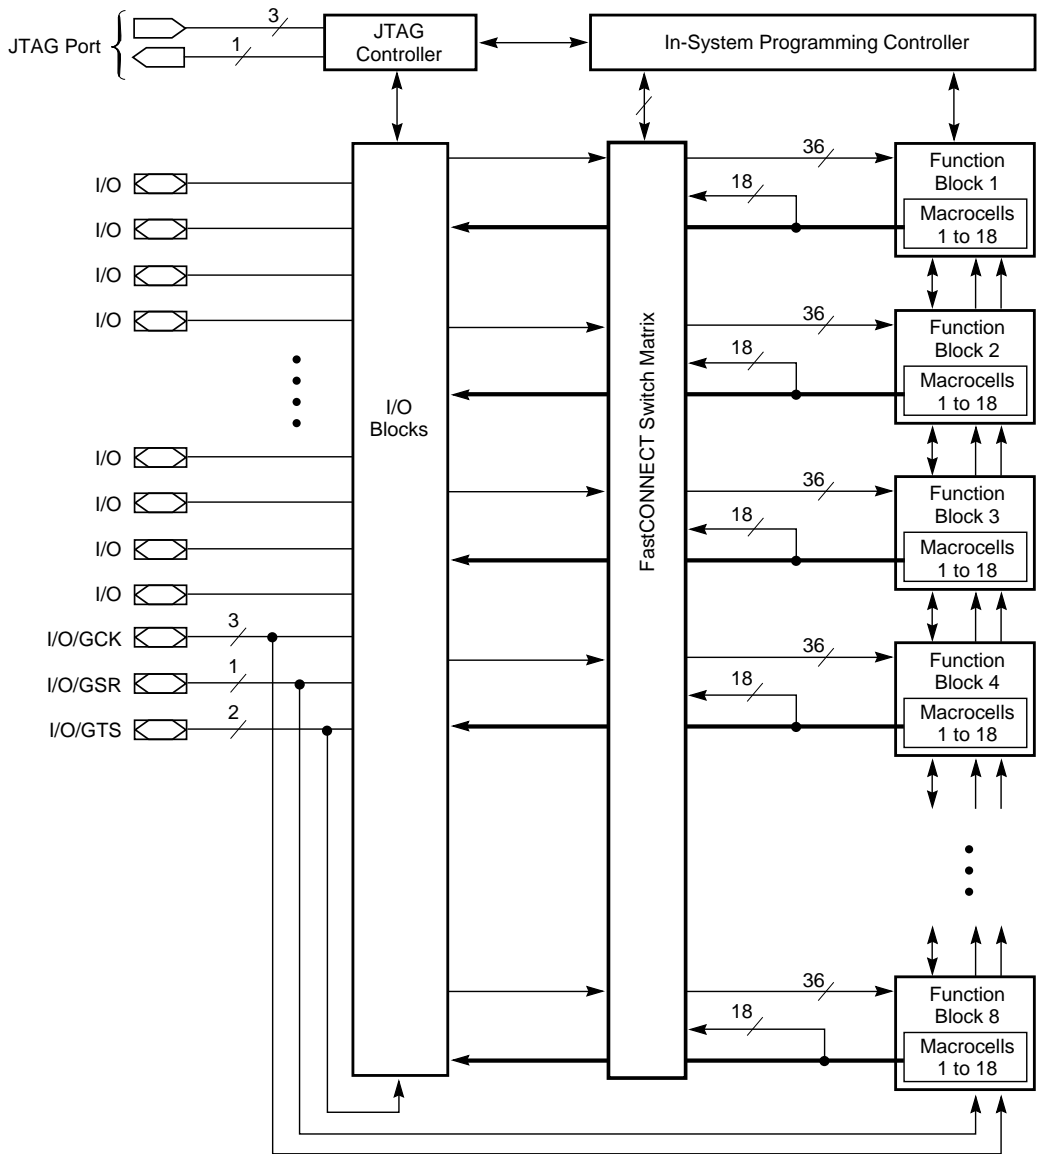 JTAG Port
3
1
JTAG
Controller
In-System Programming Controller
I/O
I/O
I/O
I/O
I/O
I/O
I/O
I/O
I/O/GCK
3
I/O/GSR
1
I/O/GTS
2
I/O
Blocks
FastCONNECT Switch Matrix
36
18
Function
Block 1
Macrocells
1 to 18
36
18
Function
Block 2
Macrocells
1 to 18
36
18
Function
Block 3
Macrocells
1 to 18
36
18
Function
Block 4
Macrocells
1 to 18
36
18
Function
Block 8
Macrocells
1 to 18